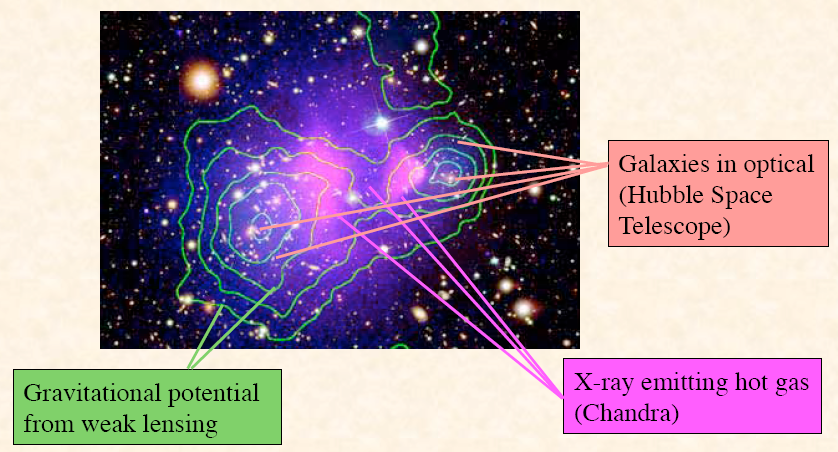 Galaxies in optical
(Hubble Space
Telescope)
X-ray emitting hot gas
(Chandra)
Gravitational potential
from weak lensing